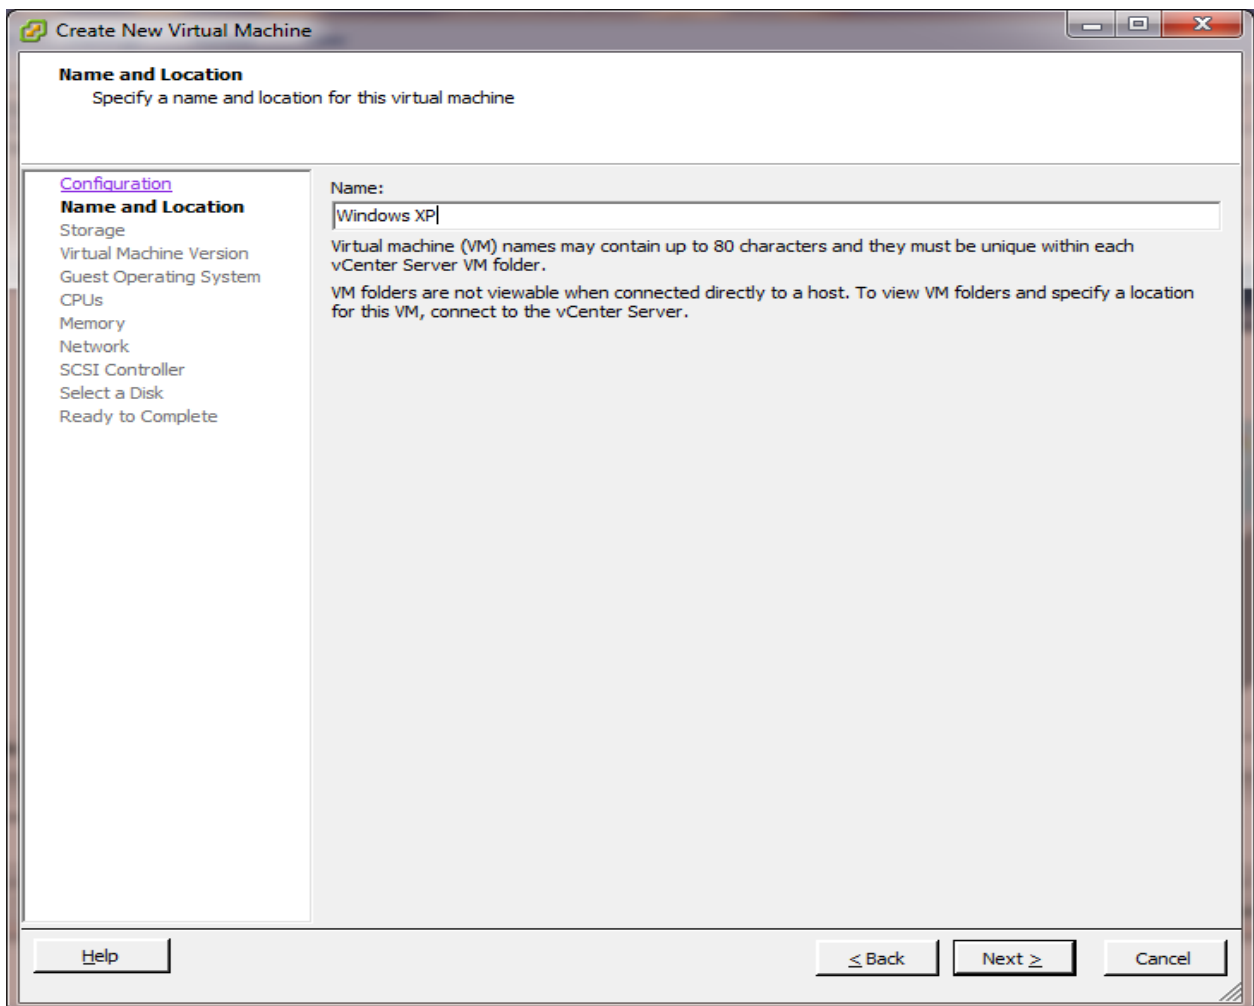 Create New Virtual Machine
Name and Location
Specify a name and location for this virtual machine
Configuration
Name and Location
Storage
Virtual Machine Version
Guest Operating System
CPUs
Memory
Network
SCSI Controller
Select a Disk
Ready to Complete
Name:
Windows XP
Virtual machine (VM) names may contain up to 80 characters and they must be unique within each
vCenter Server VM folder.
VM folders are not viewable when connected directly to a host. To view VM folders and specify a location
for this VM, connect to the vCenter Server.
Help
< Back
Next >
Cancel